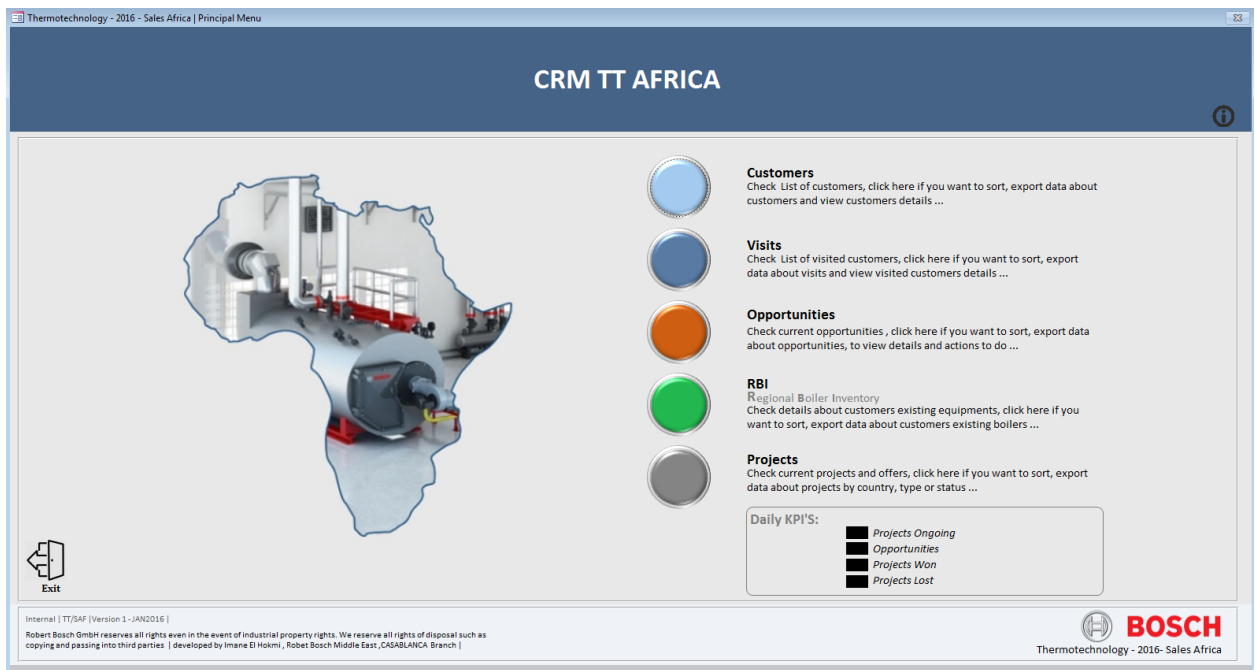 Thermotechnology - 2016 - Sales Africa | Principal Menu
CRM TT AFRICA
Customers
Check List of customers, click here if you want to sort, export data about
customers and view customers details ...
Visits
Check List of visited customers, click here if you want to sort, export
data about visits and view visited customers details ...
Opportunities
Check current opportunities , click here if you want to sort, export data
about opportunities, to view details and actions to do ...
RBI
Regional Boiler Inventory
Check details about customers existing equipments, click here if you
want to sort, export data about customers existing boilers ...
Projects
Check current projects and offers, click here if you want to sort, export
data about projects by country, type or status ...
Daily KPI'S:
Projects Ongoing
Opportunities
Projects Won
Projects Lost
BOSCH
Exit
Internal | TT/SAF |Version 1 - JAN2016 |
Robert Bosch GmbH reserves all rights even in the event of industrial property rights. We reserve all rights of disposal such as
copying and passing into third parties | developed by Imane El Hokmi , Robet Bosch Middle East ,CASABLANCA Branch |
BOSCH
Thermotechnology - 2016- Sales Africa